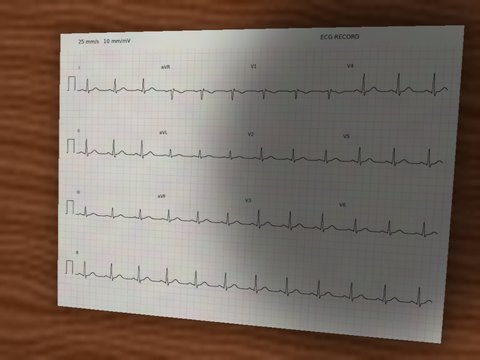 25 mm/s 10 mm/mV ECG RECORD
I aVR V1 V4
II aVL V2 V5
III aVF V3 V6
II